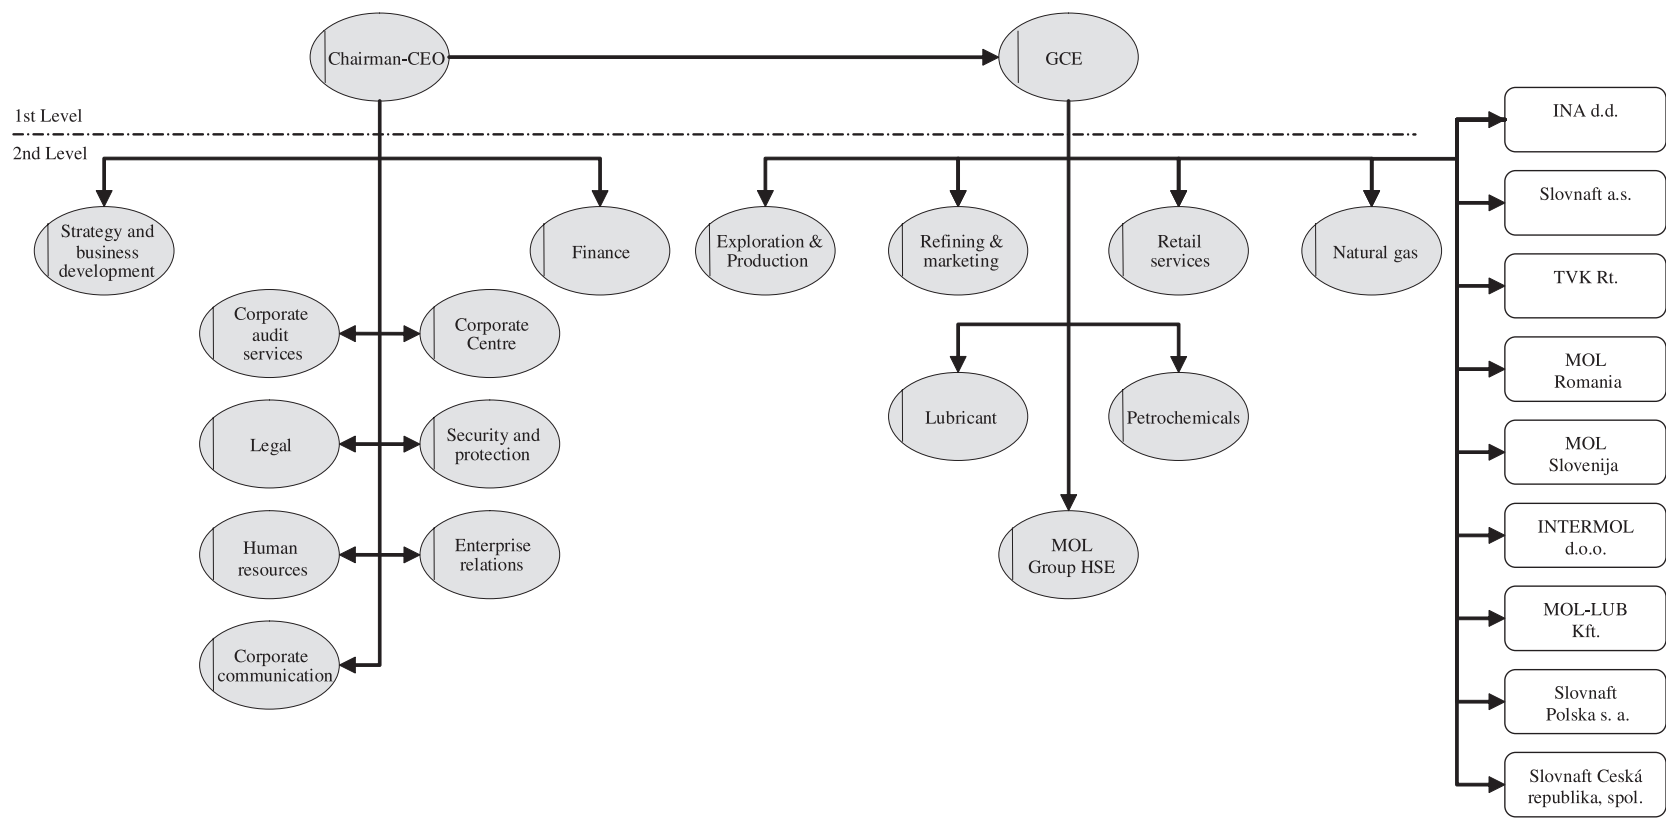 Chairman-CEO
GCE
1st Level
2nd Level
Strategy and
business
development
Finance
Exploration &
Production
Refining &
marketing
Retail
services
Natural gas
Corporate
audit
services
Corporate
Centre
Lubricant
Petrochemicals
Legal
Security and
protection
Human
resources
Enterprise
relations
MOL
Group HSE
Corporate
communication
INA d.d.
Slovnaft a.s.
TVK Rt.
MOL
Romania
MOL
Slovenija
INTERMOL
d.o.o.
MOL-LUB
Kft.
Slovnaft
Polska s. a.
Slovnaft Ceská
republika, spol.